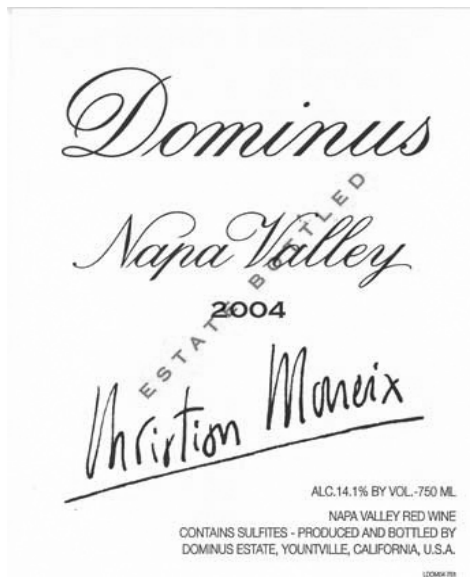 Dominus
Napa Valley
ESTATE BOTTLED
2004
Christian Moueix
ALC.14.1% BY VOL.-750 ML
NAPA VALLEY RED WINE
CONTAINS SULFITES - PRODUCED AND BOTTLED BY
DOMINUS ESTATE, YOUNTVILLE, CALIFORNIA, U.S.A.